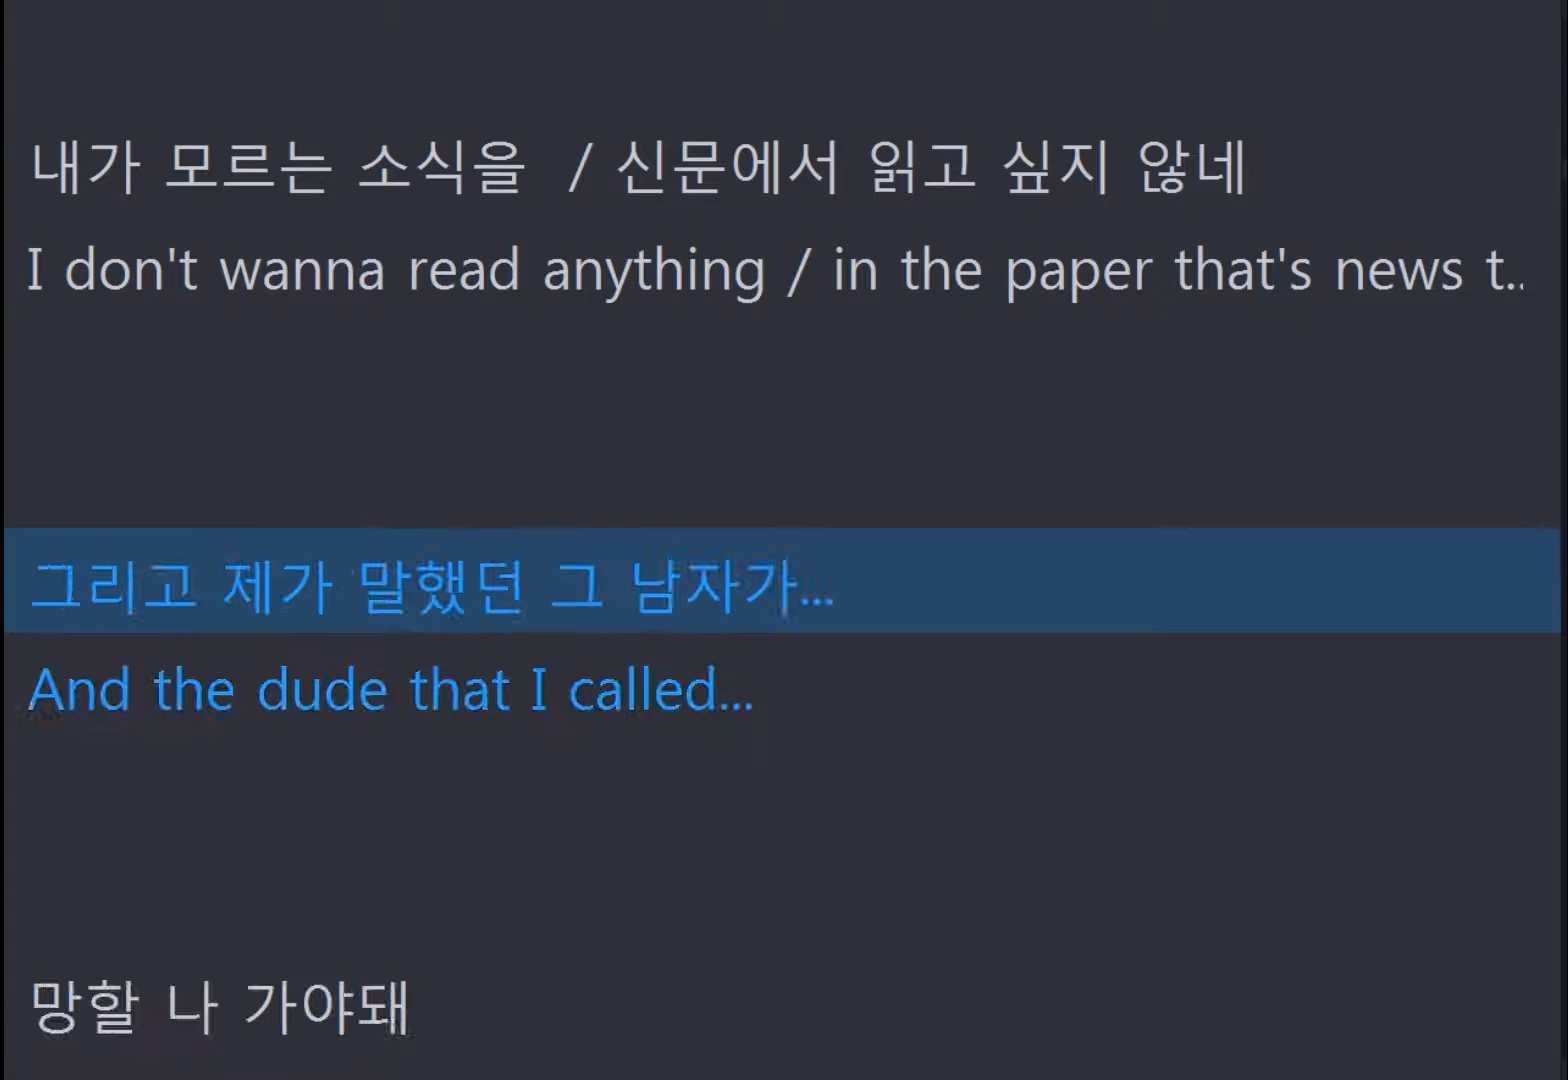 내가 모르는 소식을 / 신문에서 읽고 싶지 않네
I don't wanna read anything / in the paper that's news t..
그리고 제가 말했던 그 남자가...
And the dude that I called...
망할 나 가야돼